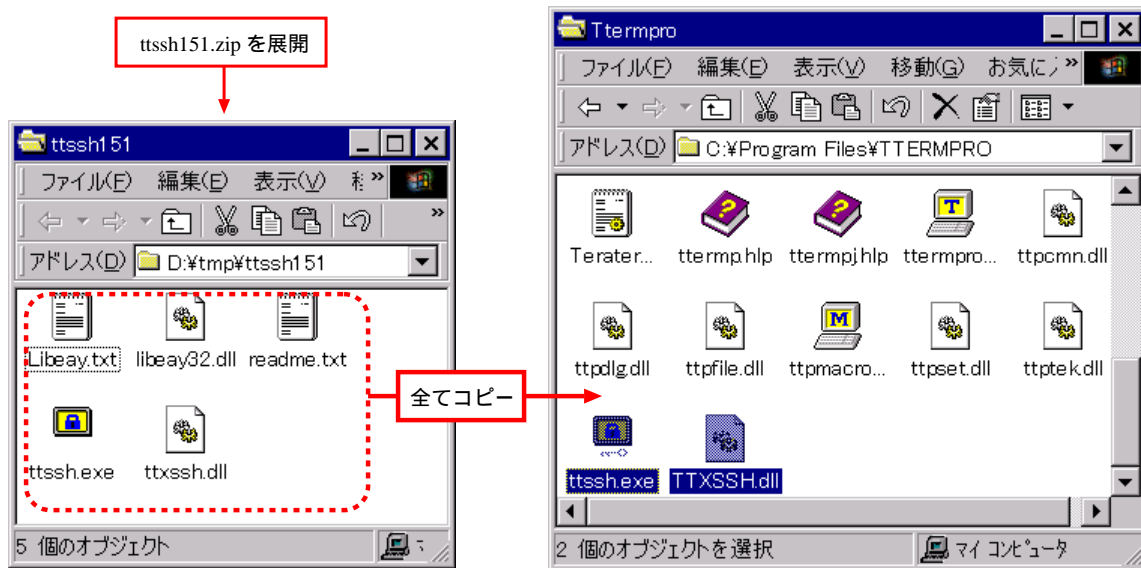 ttssh151.zip を展開
ttssh151
ファイル(F) 編集(E) 表示(V) 移 »
»
アドレス(D) D:¥tmp¥ttssh151
Libeay.txt libeay32.dll readme.txt
ttssh.exe ttxssh.dll
5 個のオブジェクト
全てコピー
Ttermpro
ファイル(F) 編集(E) 表示(V) 移動(G) お気に »
アドレス(D) C:¥Program Files¥TTERMPRO
Terater... ttermp.hlp ttermpj.hlp ttermpro... ttpcmn.dll
ttpdlg.dll ttpfile.dll ttpmacro... ttpset.dll ttptek.dll
ttssh.exe TTXSSH.dll
2 個のオブジェクトを選択 マイ コンピュータ